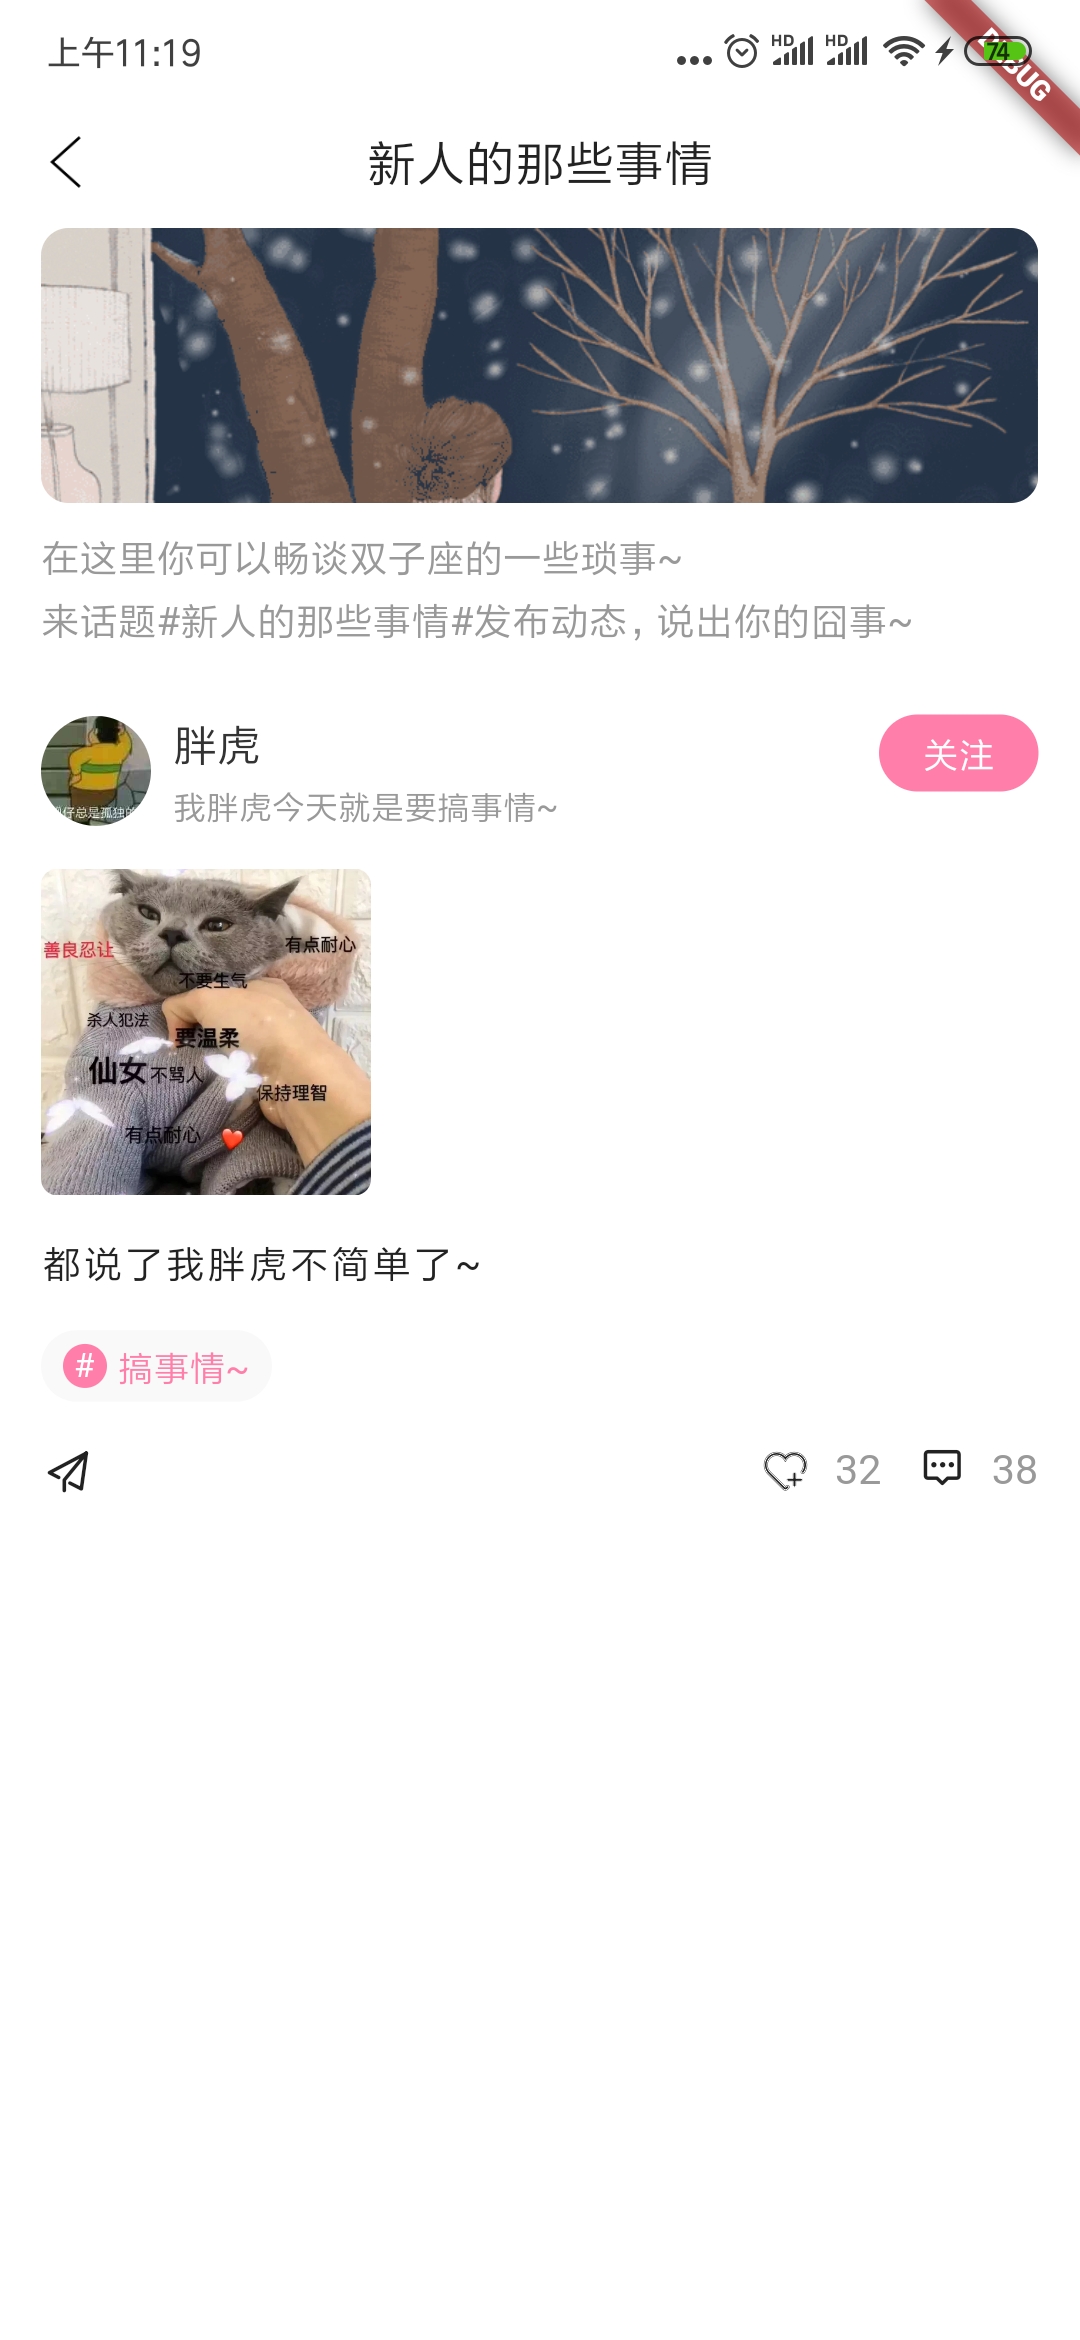 上午11:19
HD HD 74
新人的那些事情
在这里你可以畅谈双子座的一些琐事~
来话题#新人的那些事情#发布动态，说出你的囧事~
胖虎
关注
我胖虎今天就是要搞事情~
仔总是孤独的
善良忍让
有点耐心
不要生气
杀人犯法
要温柔
仙女不骂人
保持理智
有点耐心
都说了我胖虎不简单了~
# 搞事情~
32 38